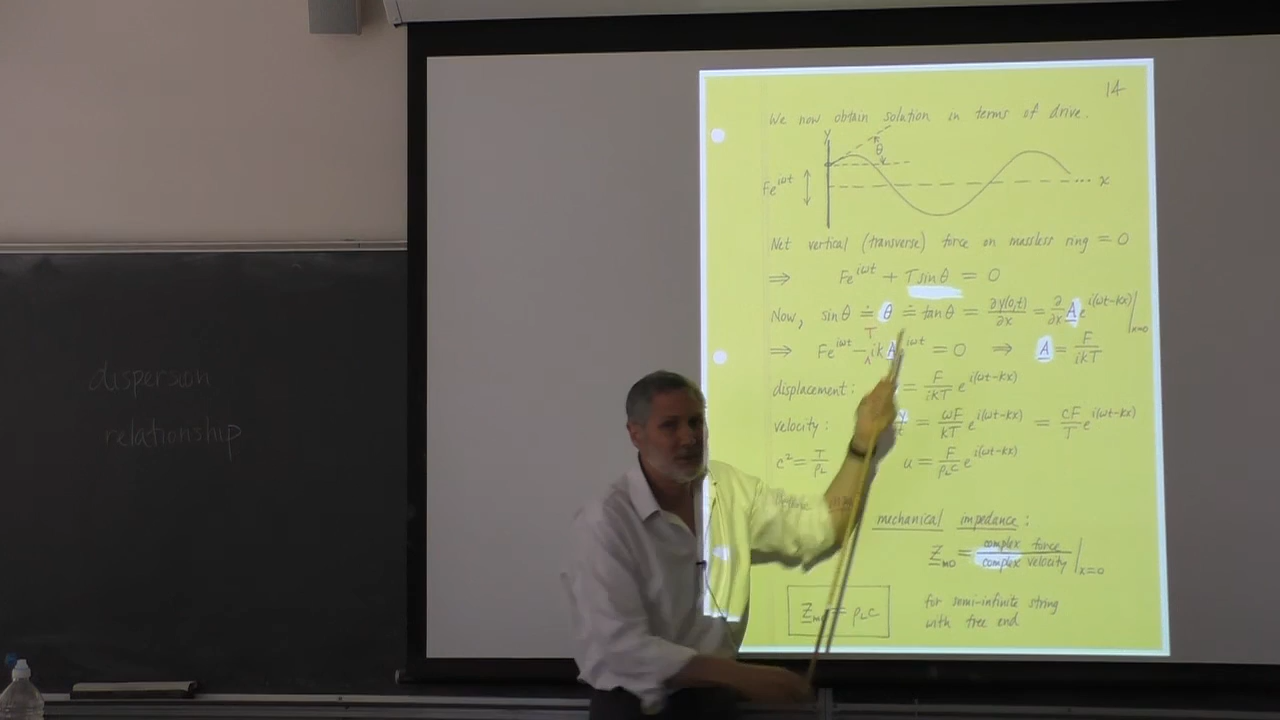 14
We now obtain solution in terms of drive.
y
θ
Fe^{iωt}
... x
Net vertical (transverse) force on massless ring = 0
⇒ Fe^{iωt} + T sinθ = 0
Now, sinθ ≐ θ ≐ tanθ = ∂y(0,t)/∂x = ∂/∂x A e^{i(ωt-kx)}|_{x=0}
T
⇒ Fe^{iωt} - ik A e^{iωt} = 0 ⇒ A = F/ikT
displacement: = F/ikT e^{i(ωt-kx)}
velocity: = ωF/kT e^{i(ωt-kx)} = cF/T e^{i(ωt-kx)}
c² = T/ρ_L u = F/ρ_L c e^{i(ωt-kx)}
mechanical impedance:
Z_{m0} = complex force / complex velocity |_{x=0}
Z_{m0} = ρ_L c
for semi-infinite string
with free end
dispersion
relationship